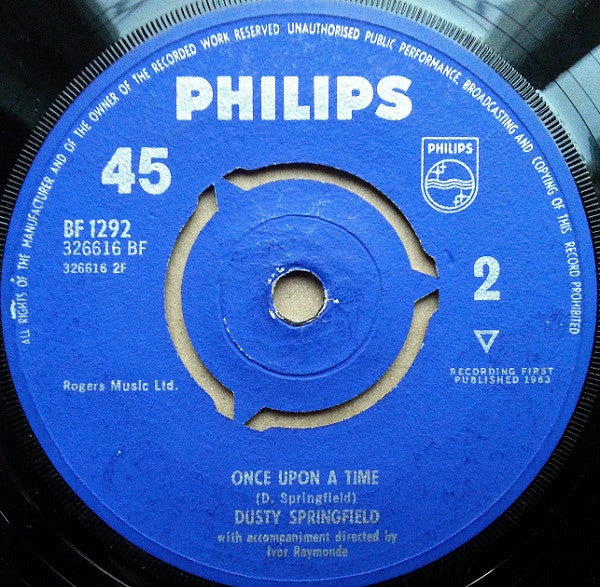 ALL RIGHTS OF THE MANUFACTURER AND OF THE OWNER OF THE RECORDED WORK RESERVED UNAUTHORISED PUBLIC PERFORMANCE, BROADCASTING AND COPYING OF THIS RECORD PROHIBITED
PHILIPS
45
PHILIPS
BF 1292
326616 BF
326616 2F
2
Rogers Music Ltd.
RECORDING FIRST
PUBLISHED 1963
ONCE UPON A TIME
(D. Springfield)
DUSTY SPRINGFIELD
with accompaniment directed by
Ivor Raymonde